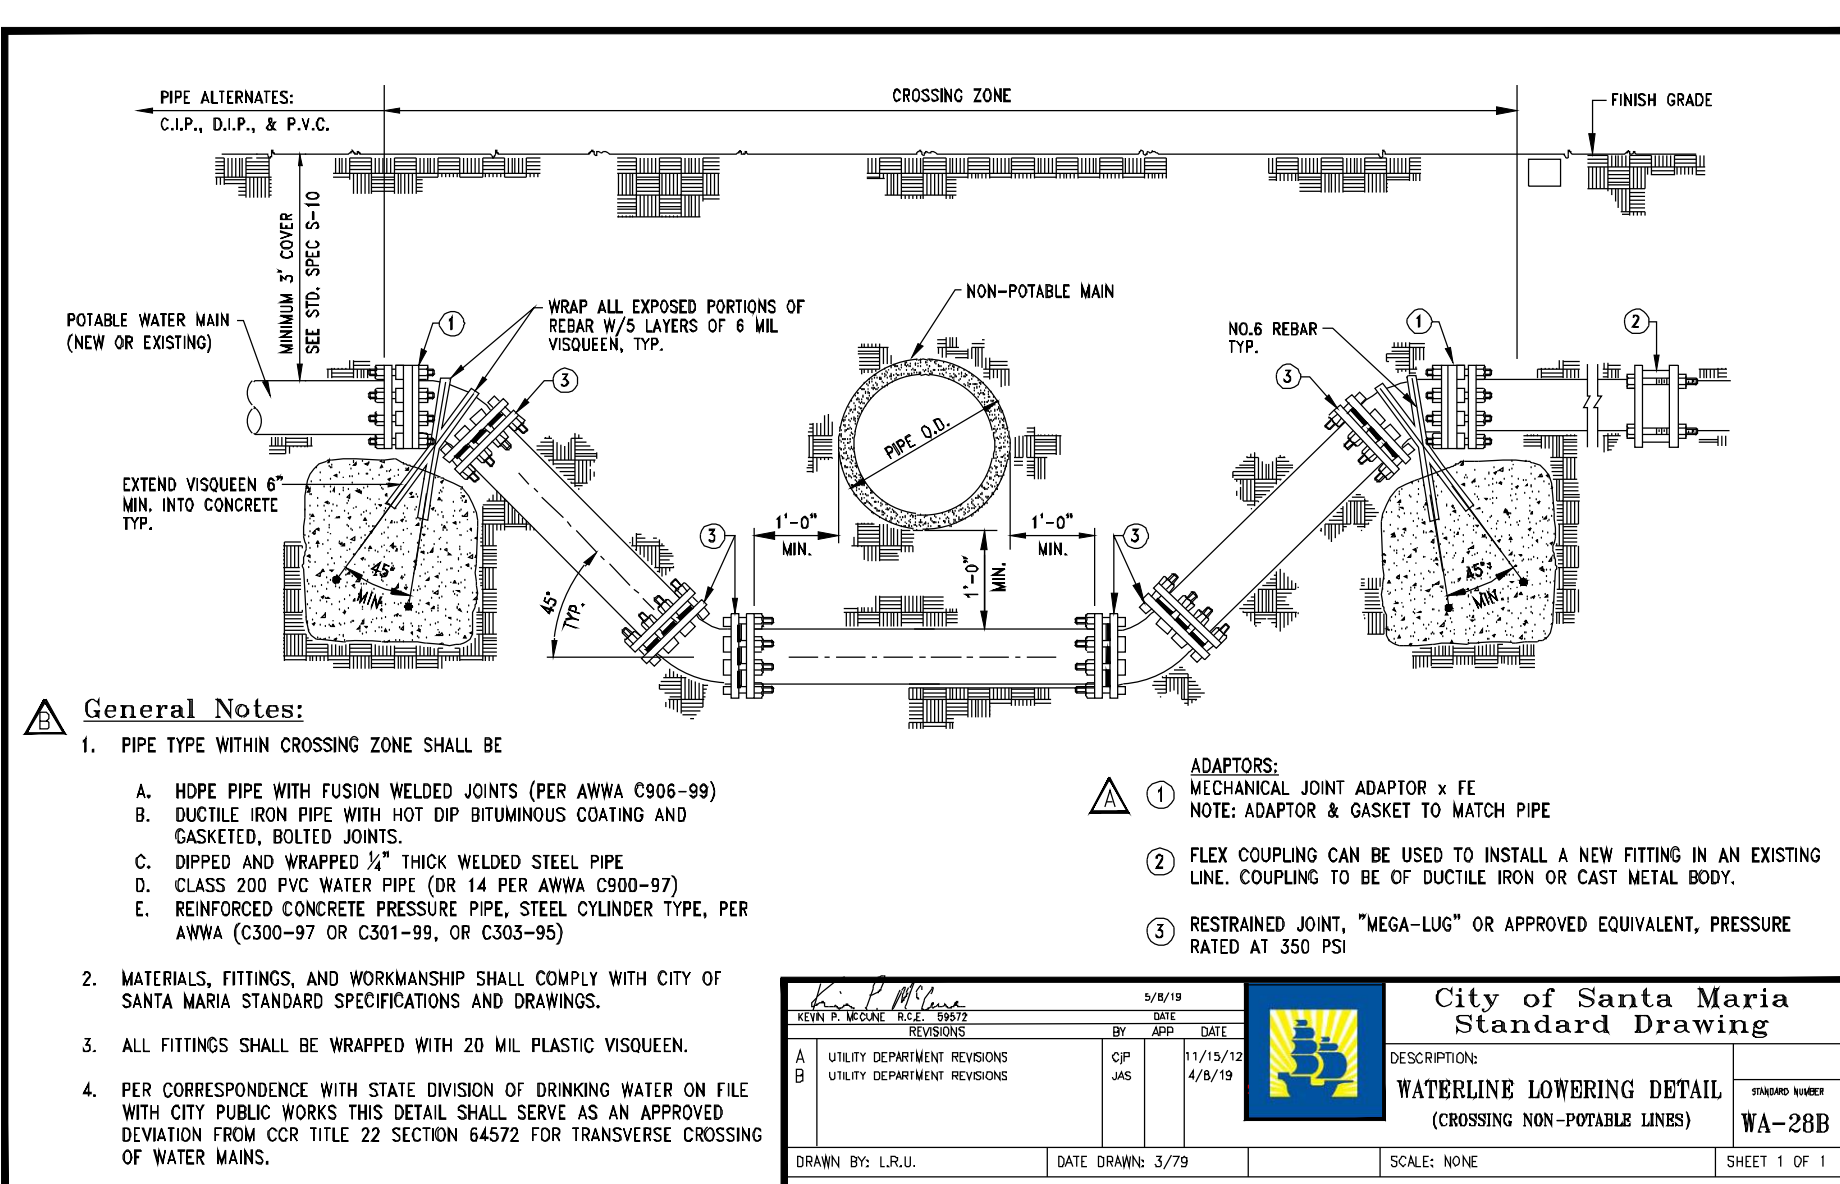 PIPE ALTERNATES:
C.I.P., D.I.P., & P.V.C.
CROSSING ZONE
FINISH GRADE
MINIMUM 3' COVER
SEE STD. SPEC S-10
POTABLE WATER MAIN
(NEW OR EXISTING)
1
WRAP ALL EXPOSED PORTIONS OF
REBAR W/5 LAYERS OF 6 MIL
VISQUEEN, TYP.
3
NON-POTABLE MAIN
PIPE O.D.
NO.6 REBAR
TYP.
1
2
3
EXTEND VISQUEEN 6"
MIN. INTO CONCRETE
TYP.
45°
MIN.
45°
TYP.
3
1'-0"
MIN.
1'-0"
MIN.
1'-0"
MIN.
3
45°
MIN.
B
General Notes:
1. PIPE TYPE WITHIN CROSSING ZONE SHALL BE
A. HDPE PIPE WITH FUSION WELDED JOINTS (PER AWWA C906-99)
B. DUCTILE IRON PIPE WITH HOT DIP BITUMINOUS COATING AND
GASKETED, BOLTED JOINTS.
C. DIPPED AND WRAPPED 1/4" THICK WELDED STEEL PIPE
D. CLASS 200 PVC WATER PIPE (DR 14 PER AWWA C900-97)
E. REINFORCED CONCRETE PRESSURE PIPE, STEEL CYLINDER TYPE, PER
AWWA (C300-97 OR C301-99, OR C303-95)
2. MATERIALS, FITTINGS, AND WORKMANSHIP SHALL COMPLY WITH CITY OF
SANTA MARIA STANDARD SPECIFICATIONS AND DRAWINGS.
3. ALL FITTINGS SHALL BE WRAPPED WITH 20 MIL PLASTIC VISQUEEN.
4. PER CORRESPONDENCE WITH STATE DIVISION OF DRINKING WATER ON FILE
WITH CITY PUBLIC WORKS THIS DETAIL SHALL SERVE AS AN APPROVED
DEVIATION FROM CCR TITLE 22 SECTION 64572 FOR TRANSVERSE CROSSING
OF WATER MAINS.
A
ADAPTORS:
1 MECHANICAL JOINT ADAPTOR x FE
NOTE: ADAPTOR & GASKET TO MATCH PIPE
2 FLEX COUPLING CAN BE USED TO INSTALL A NEW FITTING IN AN EXISTING
LINE. COUPLING TO BE OF DUCTILE IRON OR CAST METAL BODY.
3 RESTRAINED JOINT, "MEGA-LUG" OR APPROVED EQUIVALENT, PRESSURE
RATED AT 350 PSI
Kevin P. McCune 5/8/19
KEVIN P. MCCUNE R.C.E. 59572 DATE
REVISIONS BY APP DATE
A UTILITY DEPARTMENT REVISIONS CjP 11/15/12
B UTILITY DEPARTMENT REVISIONS JAS 4/8/19
City of Santa Maria
Standard Drawing
DESCRIPTION:
WATERLINE LOWERING DETAIL
(CROSSING NON-POTABLE LINES)
STANDARD NUMBER
WA-28B
DRAWN BY: L.R.U. DATE DRAWN: 3/79 SCALE: NONE SHEET 1 OF 1